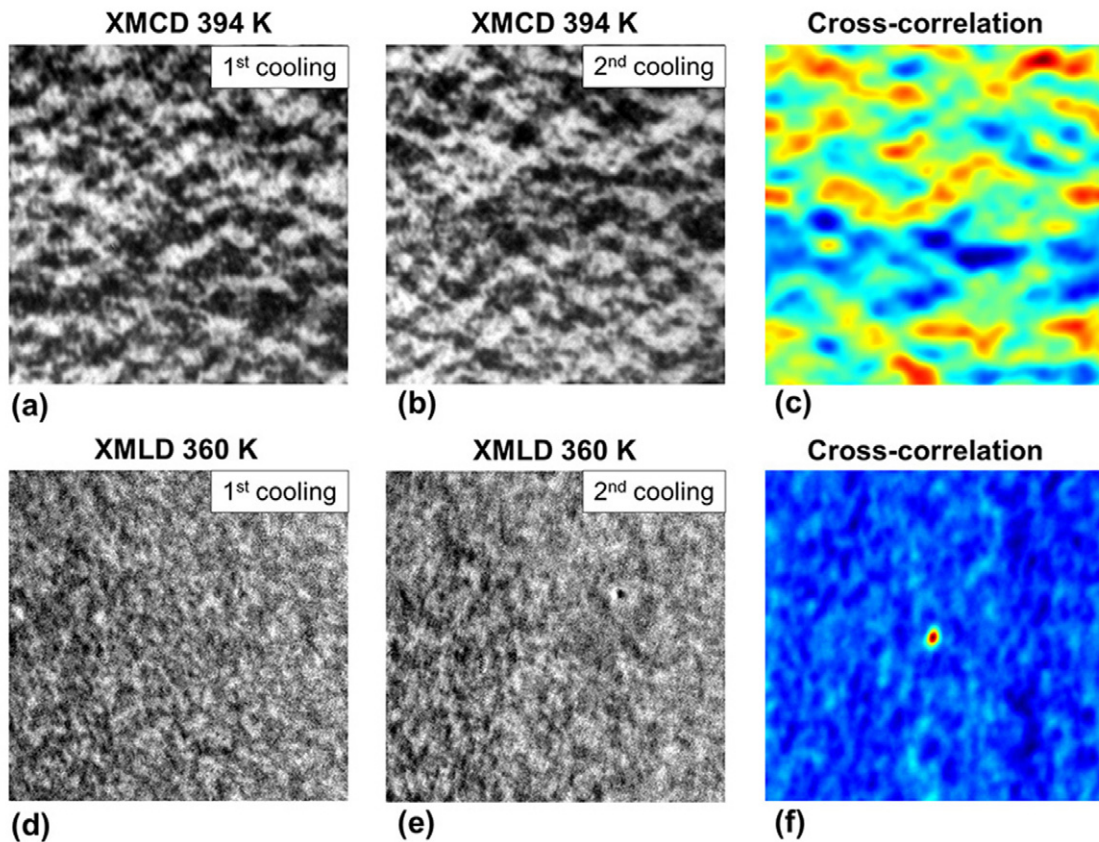 XMCD 394 K
XMCD 394 K
Cross-correlation
1st cooling
2nd cooling
(a)
(b)
(c)
XMLD 360 K
XMLD 360 K
Cross-correlation
1st cooling
2nd cooling
(d)
(e)
(f)